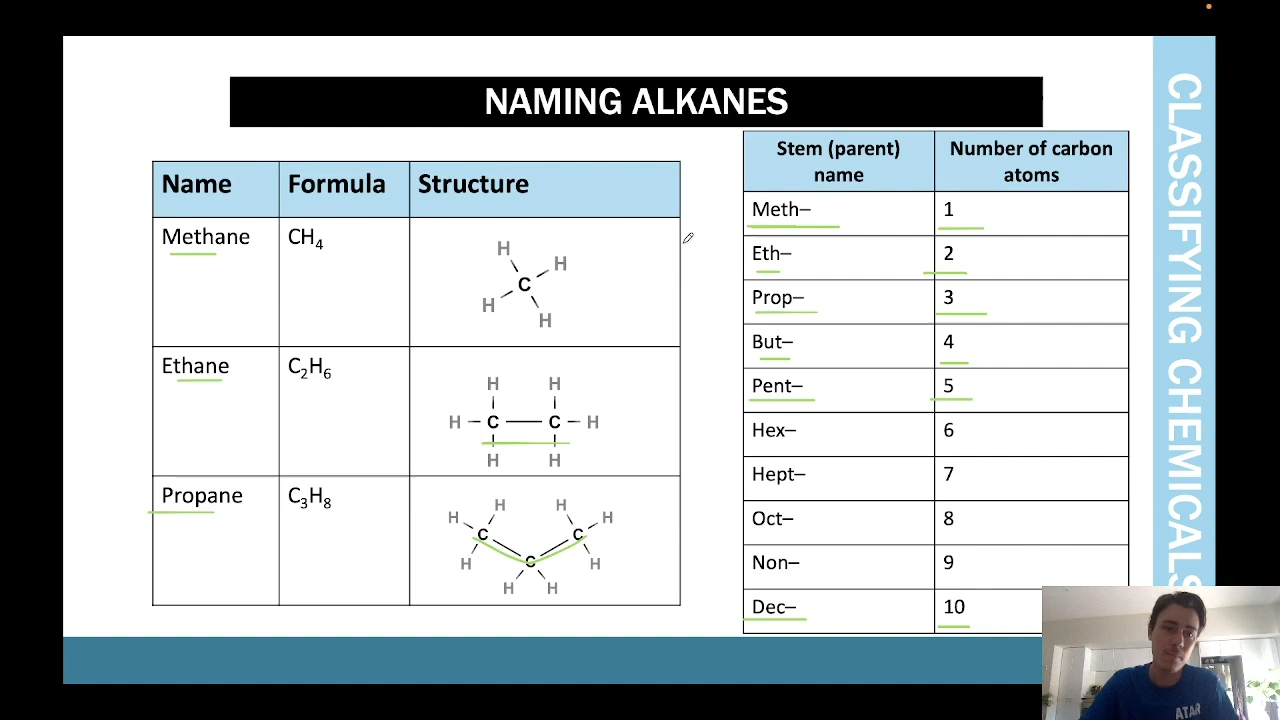 NAMING ALKANES
Name Formula Structure
Methane CH₄
H
H
C
H
H
Ethane C₂H₆
H H
H C C H
H H
Propane C₃H₈
H H
H H
C C
C
H H
H H
Stem (parent) name Number of carbon atoms
Meth– 1
Eth– 2
Prop– 3
But– 4
Pent– 5
Hex– 6
Hept– 7
Oct– 8
Non– 9
Dec– 10
CLASSIFYING CHEMICALS
ATAR